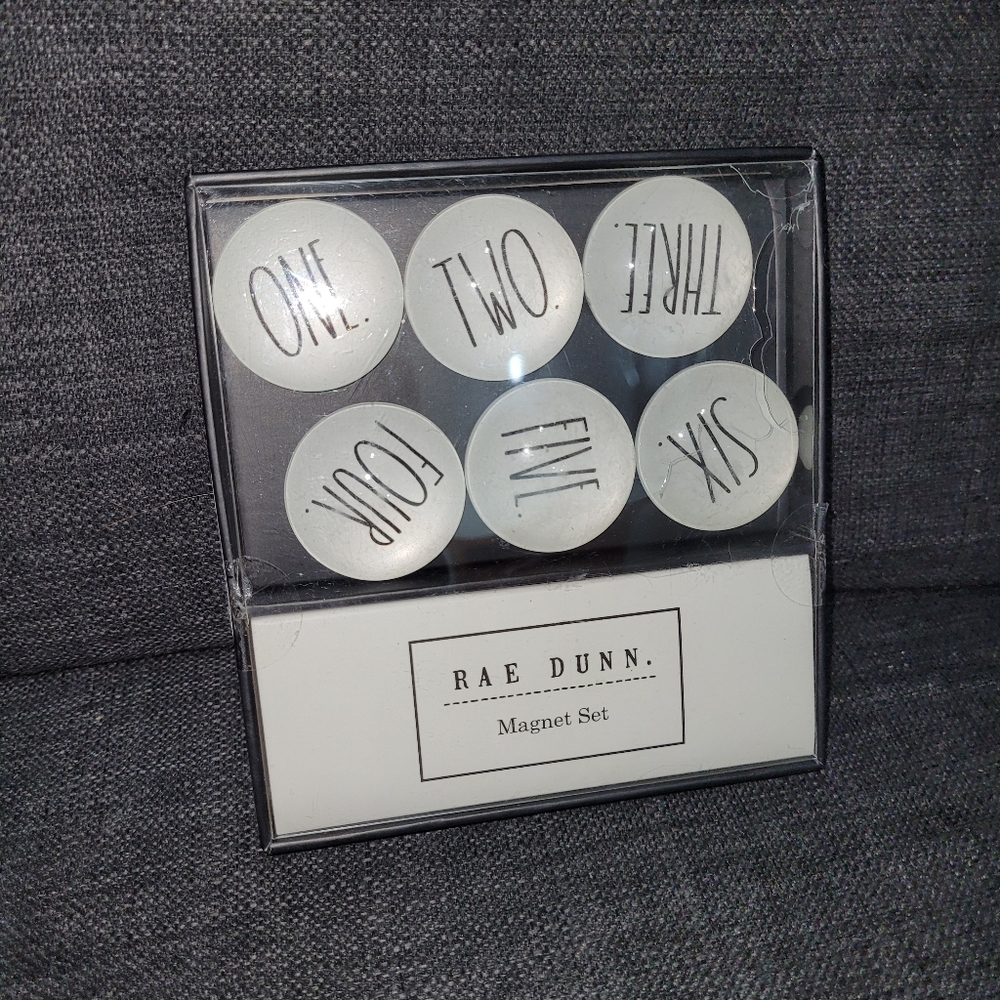 ONE.
TWO.
THREE.
FOUR.
FIVE.
SIX.
RAE DUNN.
Magnet Set